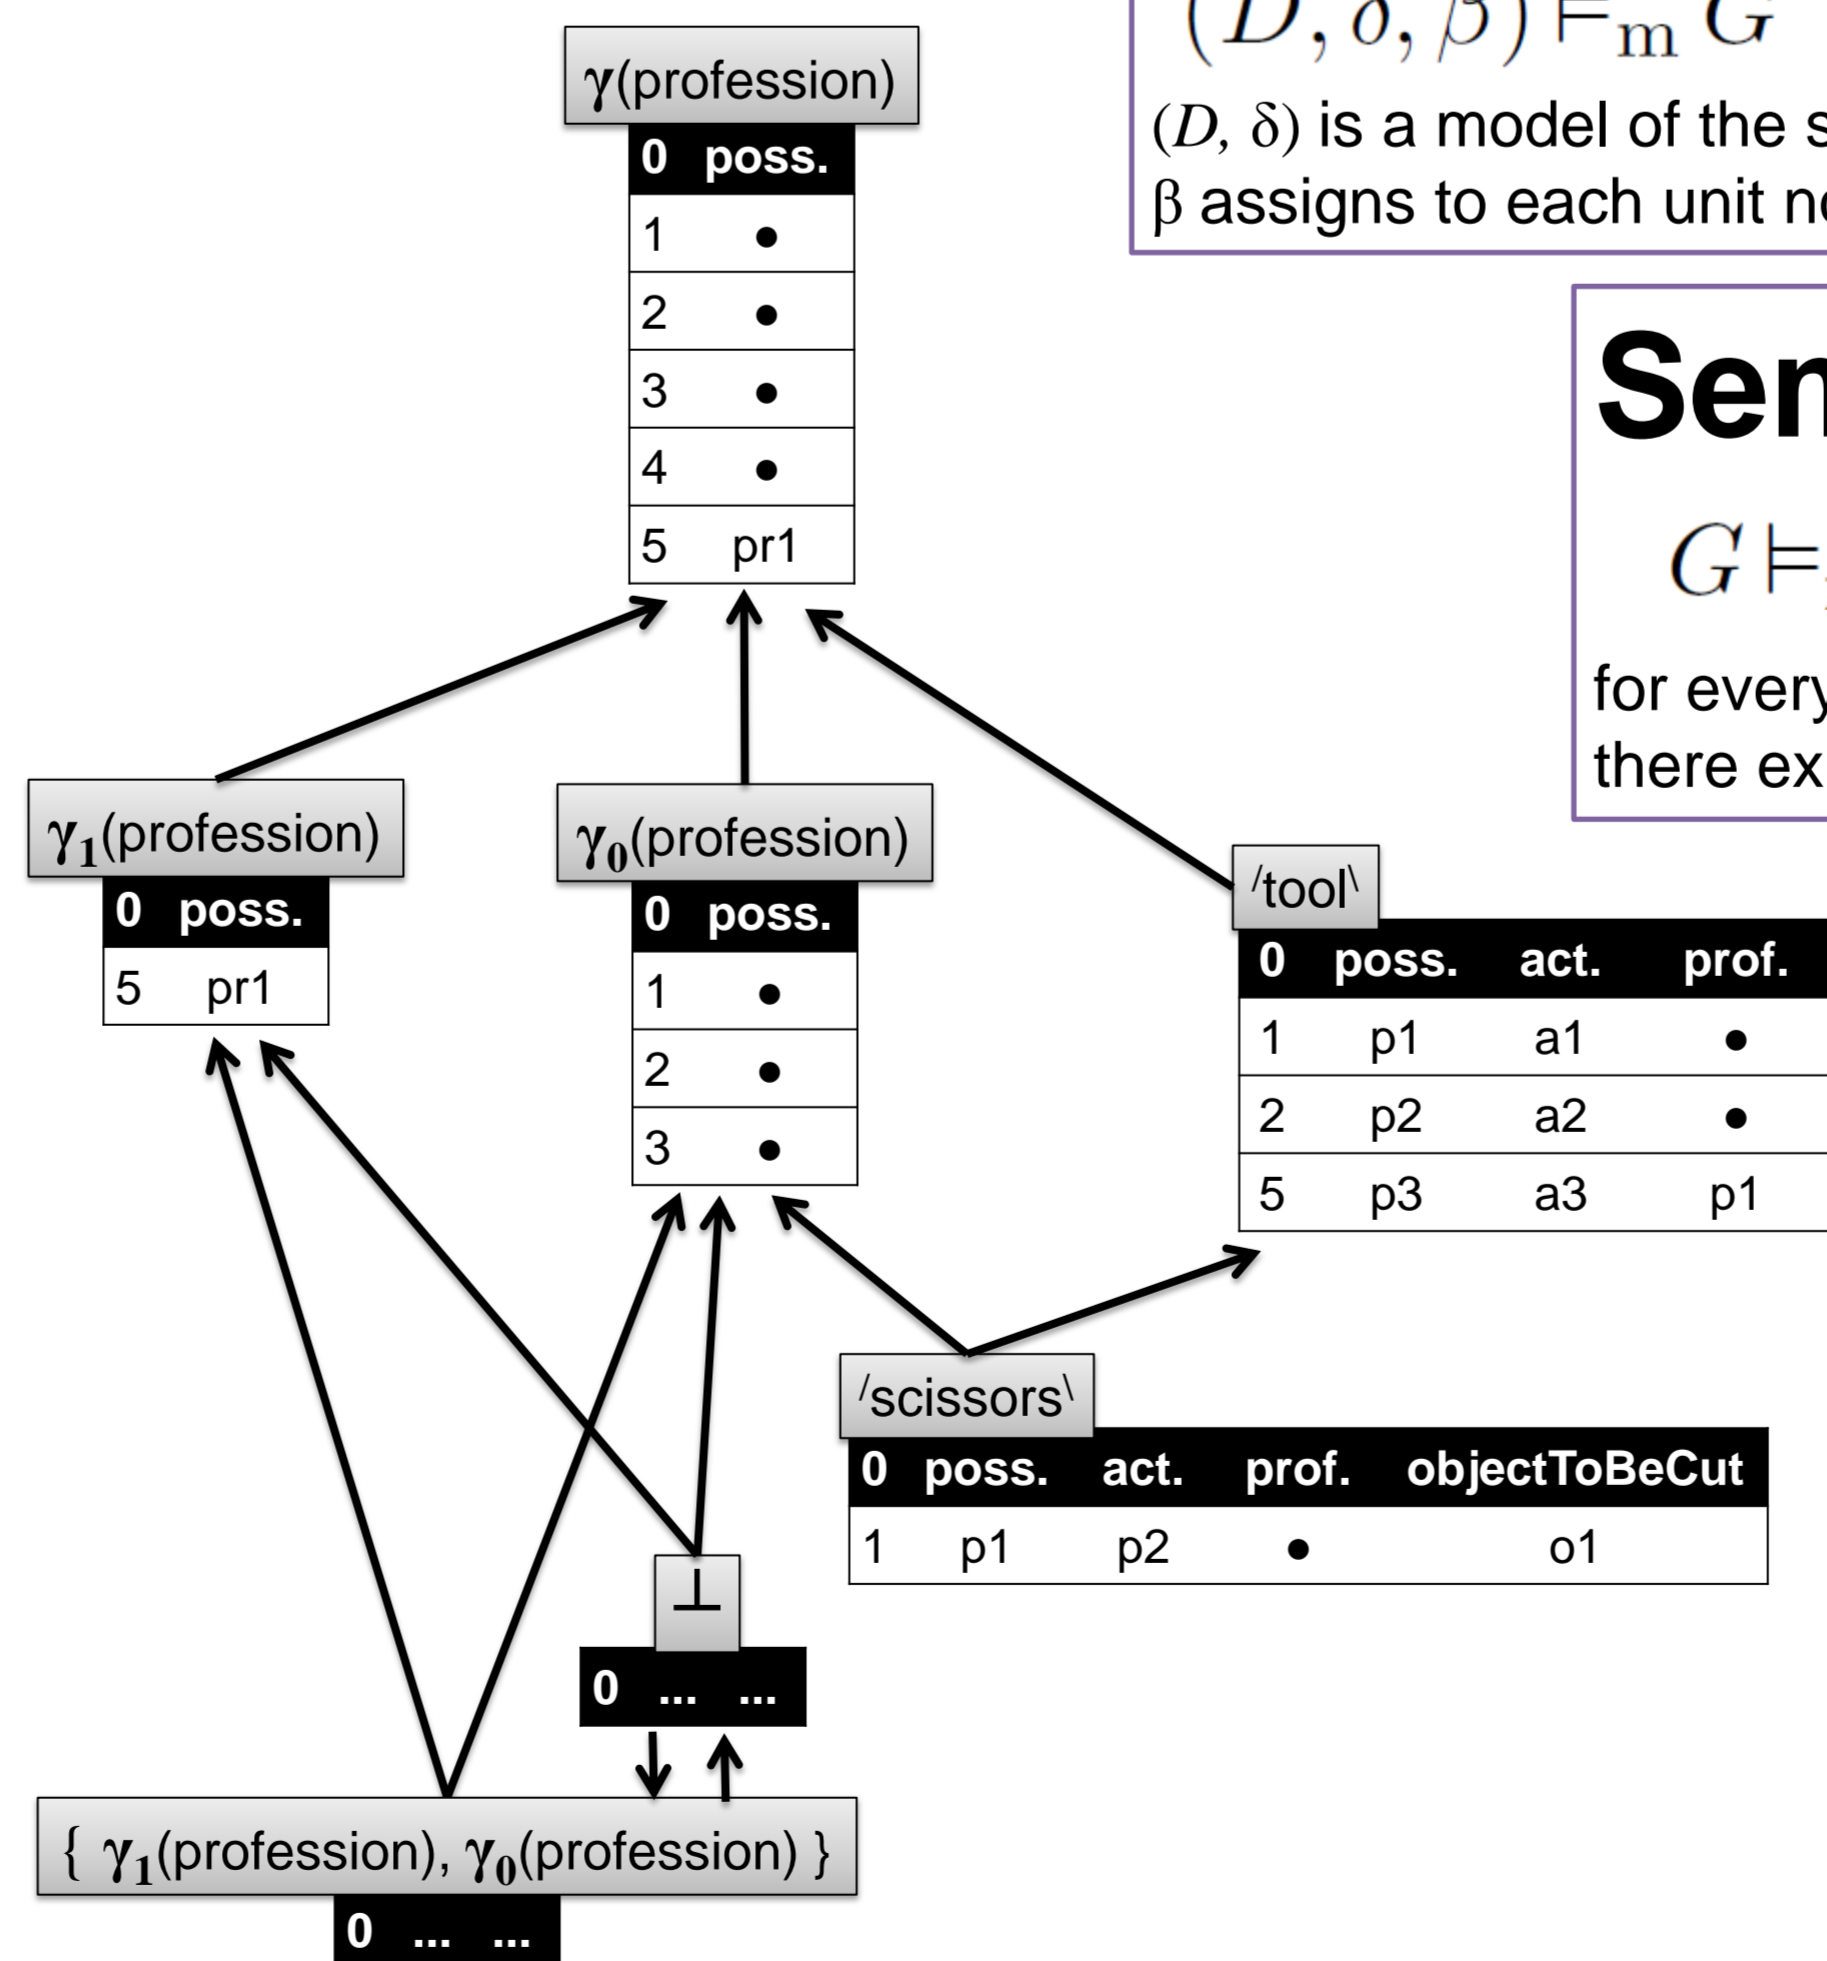 (D, δ, β) ⊨m G
(D, δ) is a model of the s
β assigns to each unit no
γ(profession)
0 poss.
1 •
2 •
3 •
4 •
5 pr1
Sem
G ⊨
for every
there ex
γ1(profession)
0 poss.
5 pr1
γ0(profession)
0 poss.
1 •
2 •
3 •
/tool\
0 poss. act. prof.
1 p1 a1 •
2 p2 a2 •
5 p3 a3 p1
/scissors\
0 poss. act. prof. objectToBeCut
1 p1 p2 • o1
⊥
0 ... ...
{ γ1(profession), γ0(profession) }
0 ... ...